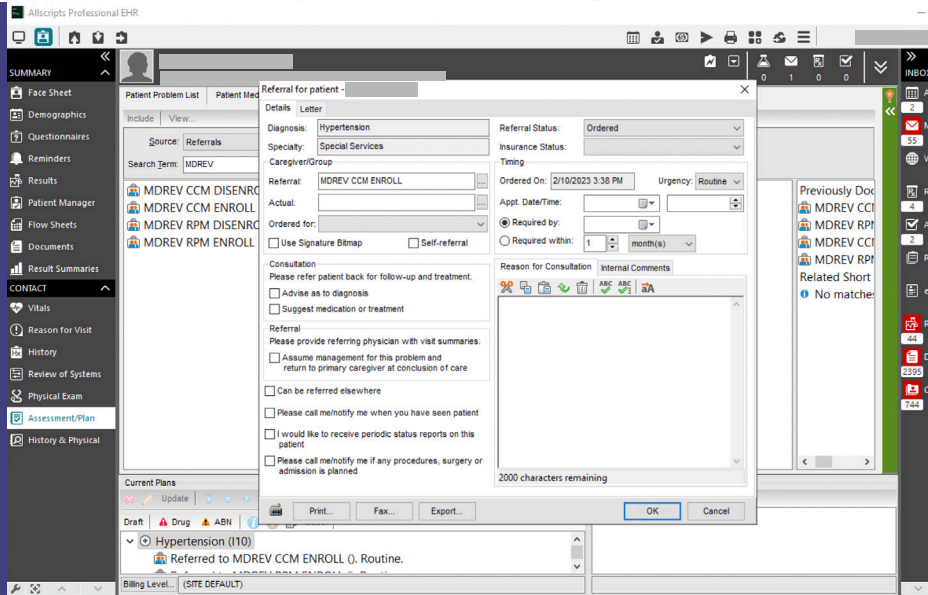 Allscripts Professional EHR
SUMMARY
Face Sheet
Demographics
Questionnaires
Reminders
Results
Patient Manager
Flow Sheets
Documents
Result Summaries
CONTACT
Vitals
Reason for Visit
History
Review of Systems
Physical Exam
Assessment/Plan
History & Physical
0 1 0 0
INBOX
2
55
4
2
44
2395
744
Patient Problem List Patient Med
Include View...
Source: Referrals
Search Term: MDREV
MDREV CCM DISENRO
MDREV CCM ENROLL
MDREV RPM DISENRO
MDREV RPM ENROLL
Referral for patient -
Details Letter
Diagnosis: Hypertension
Specialty: Special Services
Caregiver/Group
Referral: MDREV CCM ENROLL ...
Actual: ...
Ordered for:
Use Signature Bitmap Self-referral
Consultation
Please refer patient back for follow-up and treatment.
Advise as to diagnosis
Suggest medication or treatment
Referral
Please provide referring physician with visit summaries.
Assume management for this problem and
return to primary caregiver at conclusion of care
Can be referred elsewhere
Please call me/notify me when you have seen patient
I would like to receive periodic status reports on this
patient
Please call me/notify me if any procedures, surgery or
admission is planned
Referral Status: Ordered
Insurance Status:
Timing
Ordered On: 2/10/2023 3:38 PM Urgency: Routine
Appt. Date/Time:
Required by:
Required within: 1 month(s)
Reason for Consultation Internal Comments
2000 characters remaining
Print... Fax... Export... OK Cancel
Previously Doc
MDREV CCM
MDREV RPM
MDREV CCM
MDREV RPM
Related Short
No matches
Current Plans
Update
Draft Drug ABN
Hypertension (I10)
Referred to MDREV CCM ENROLL (). Routine.
Billing Level... (SITE DEFAULT)